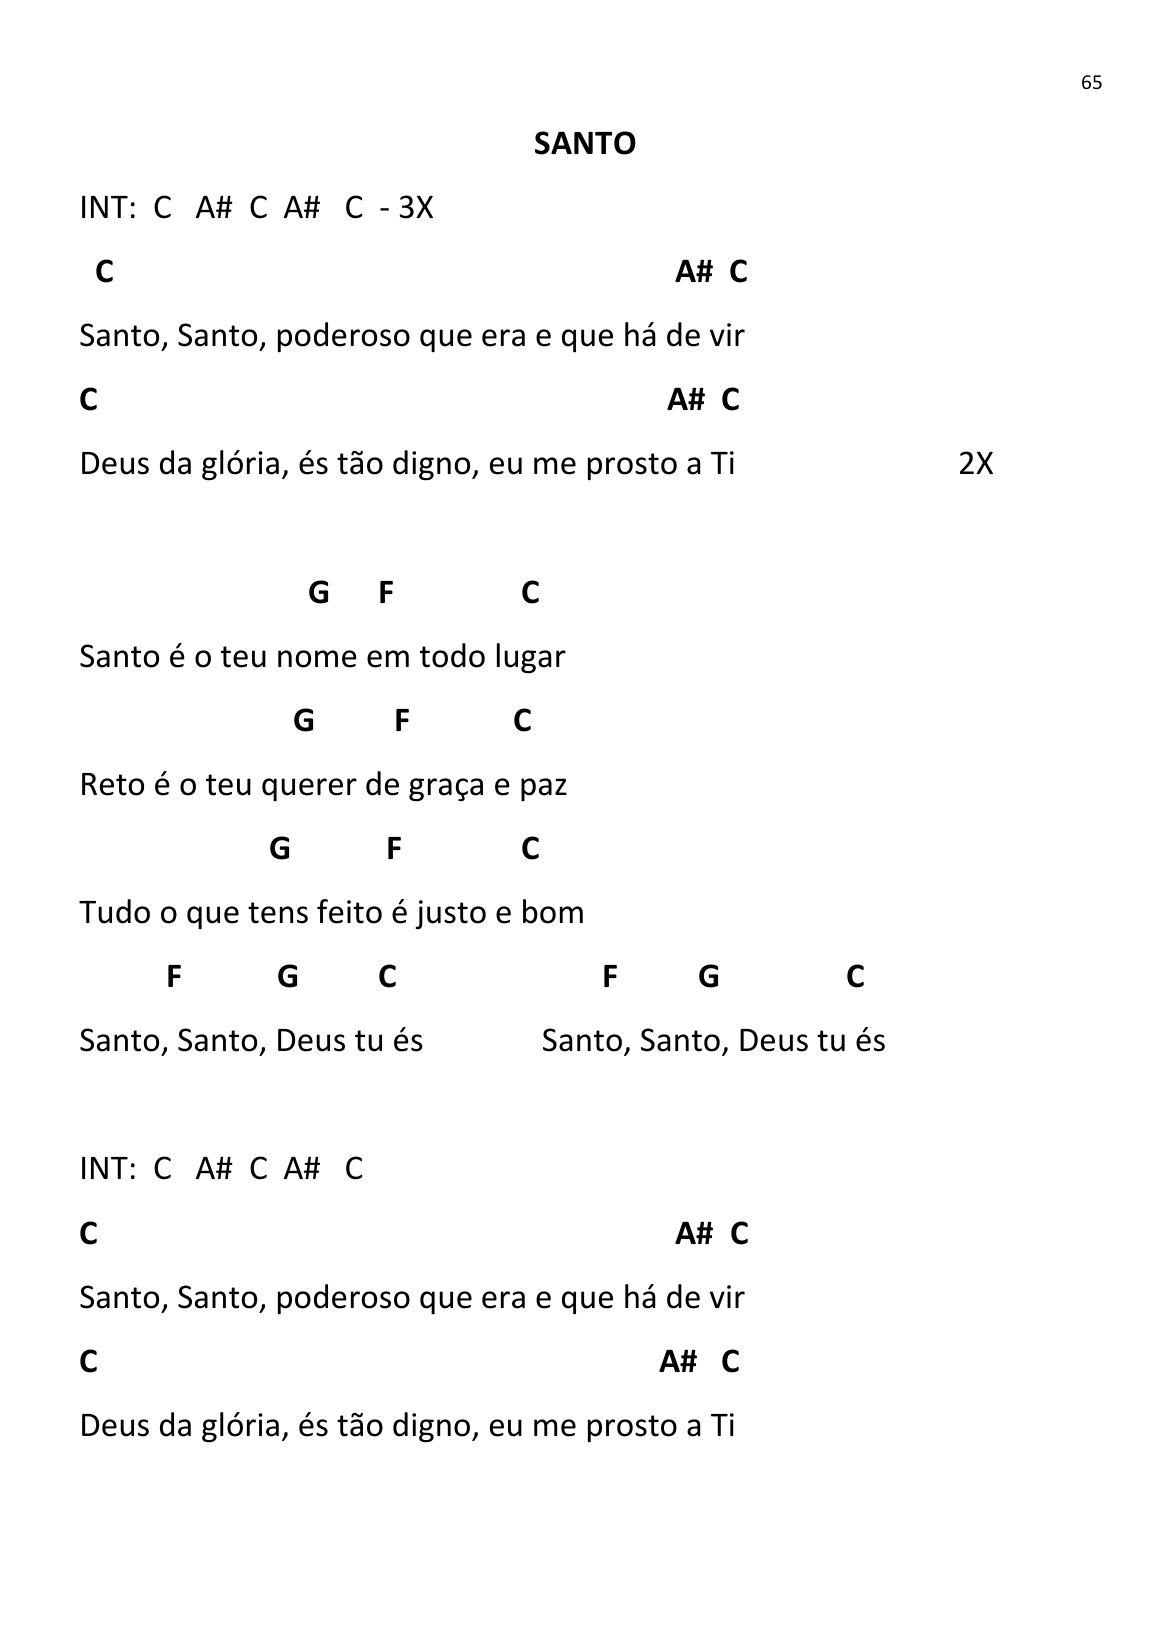 65
SANTO
INT:  C   A#  C  A#   C  - 3X
C                                                                      A#  C
Santo, Santo, poderoso que era e que há de vir
C                                                                       A#  C
Deus da glória, és tão digno, eu me prosto a Ti                            2X
G      F                C
Santo é o teu nome em todo lugar
G          F             C
Reto é o teu querer de graça e paz
G            F               C
Tudo o que tens feito é justo e bom
F            G          C                          F          G                C
Santo, Santo, Deus tu és               Santo, Santo, Deus tu és
INT:  C   A#  C  A#   C
C                                                                        A#  C
Santo, Santo, poderoso que era e que há de vir
C                                                                      A#   C
Deus da glória, és tão digno, eu me prosto a Ti